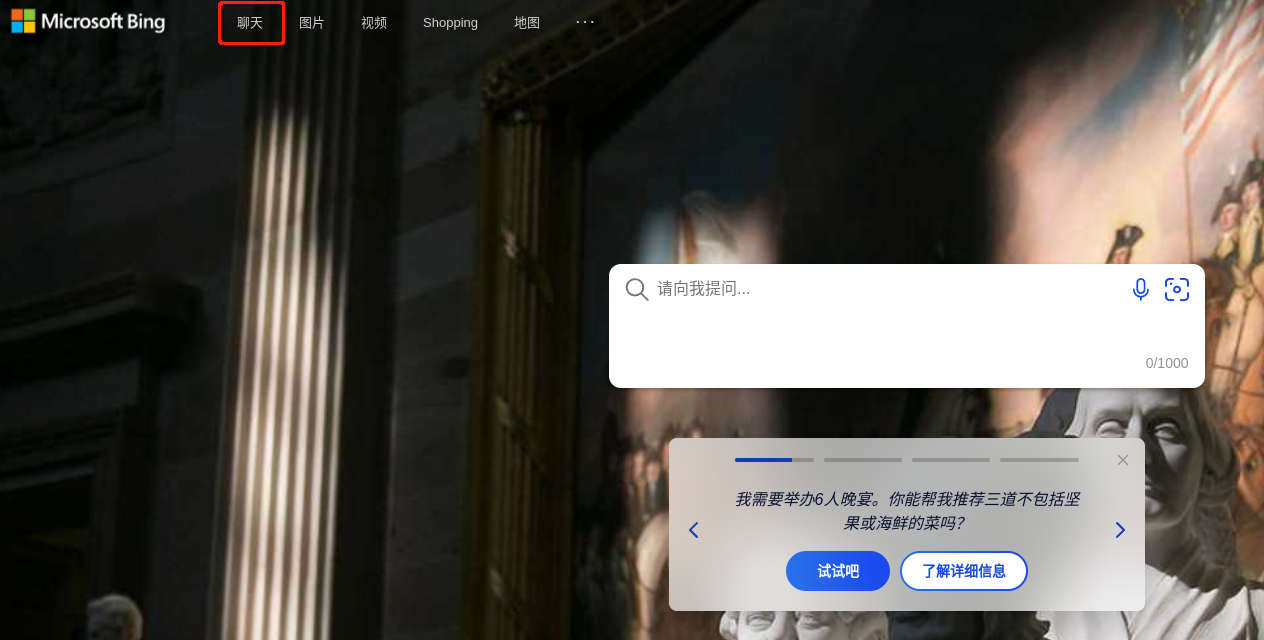 Microsoft Bing
聊天 图片 视频 Shopping 地图 ···
请向我提问...
0/1000
我需要举办6人晚宴。你能帮我推荐三道不包括坚
果或海鲜的菜吗?
试试吧 了解详细信息